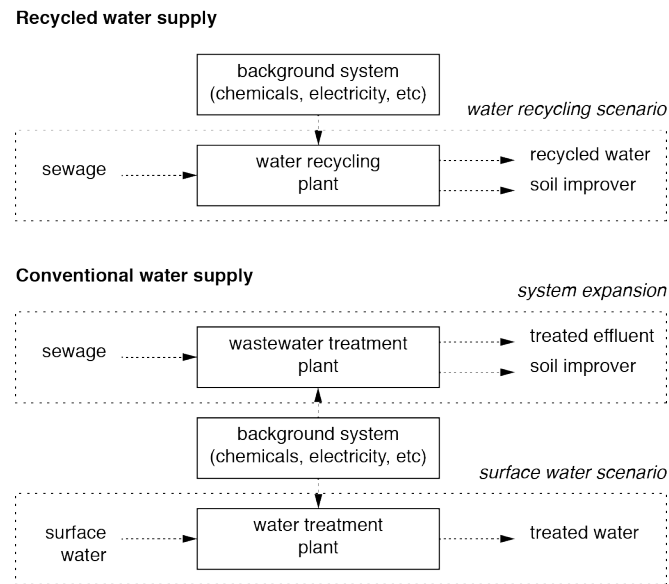 Recycled water supply
background system
(chemicals, electricity, etc)
water recycling scenario
sewage
water recycling
plant
recycled water
soil improver
Conventional water supply
system expansion
sewage
wastewater treatment
plant
treated effluent
soil improver
background system
(chemicals, electricity, etc)
surface water scenario
surface
water
water treatment
plant
treated water